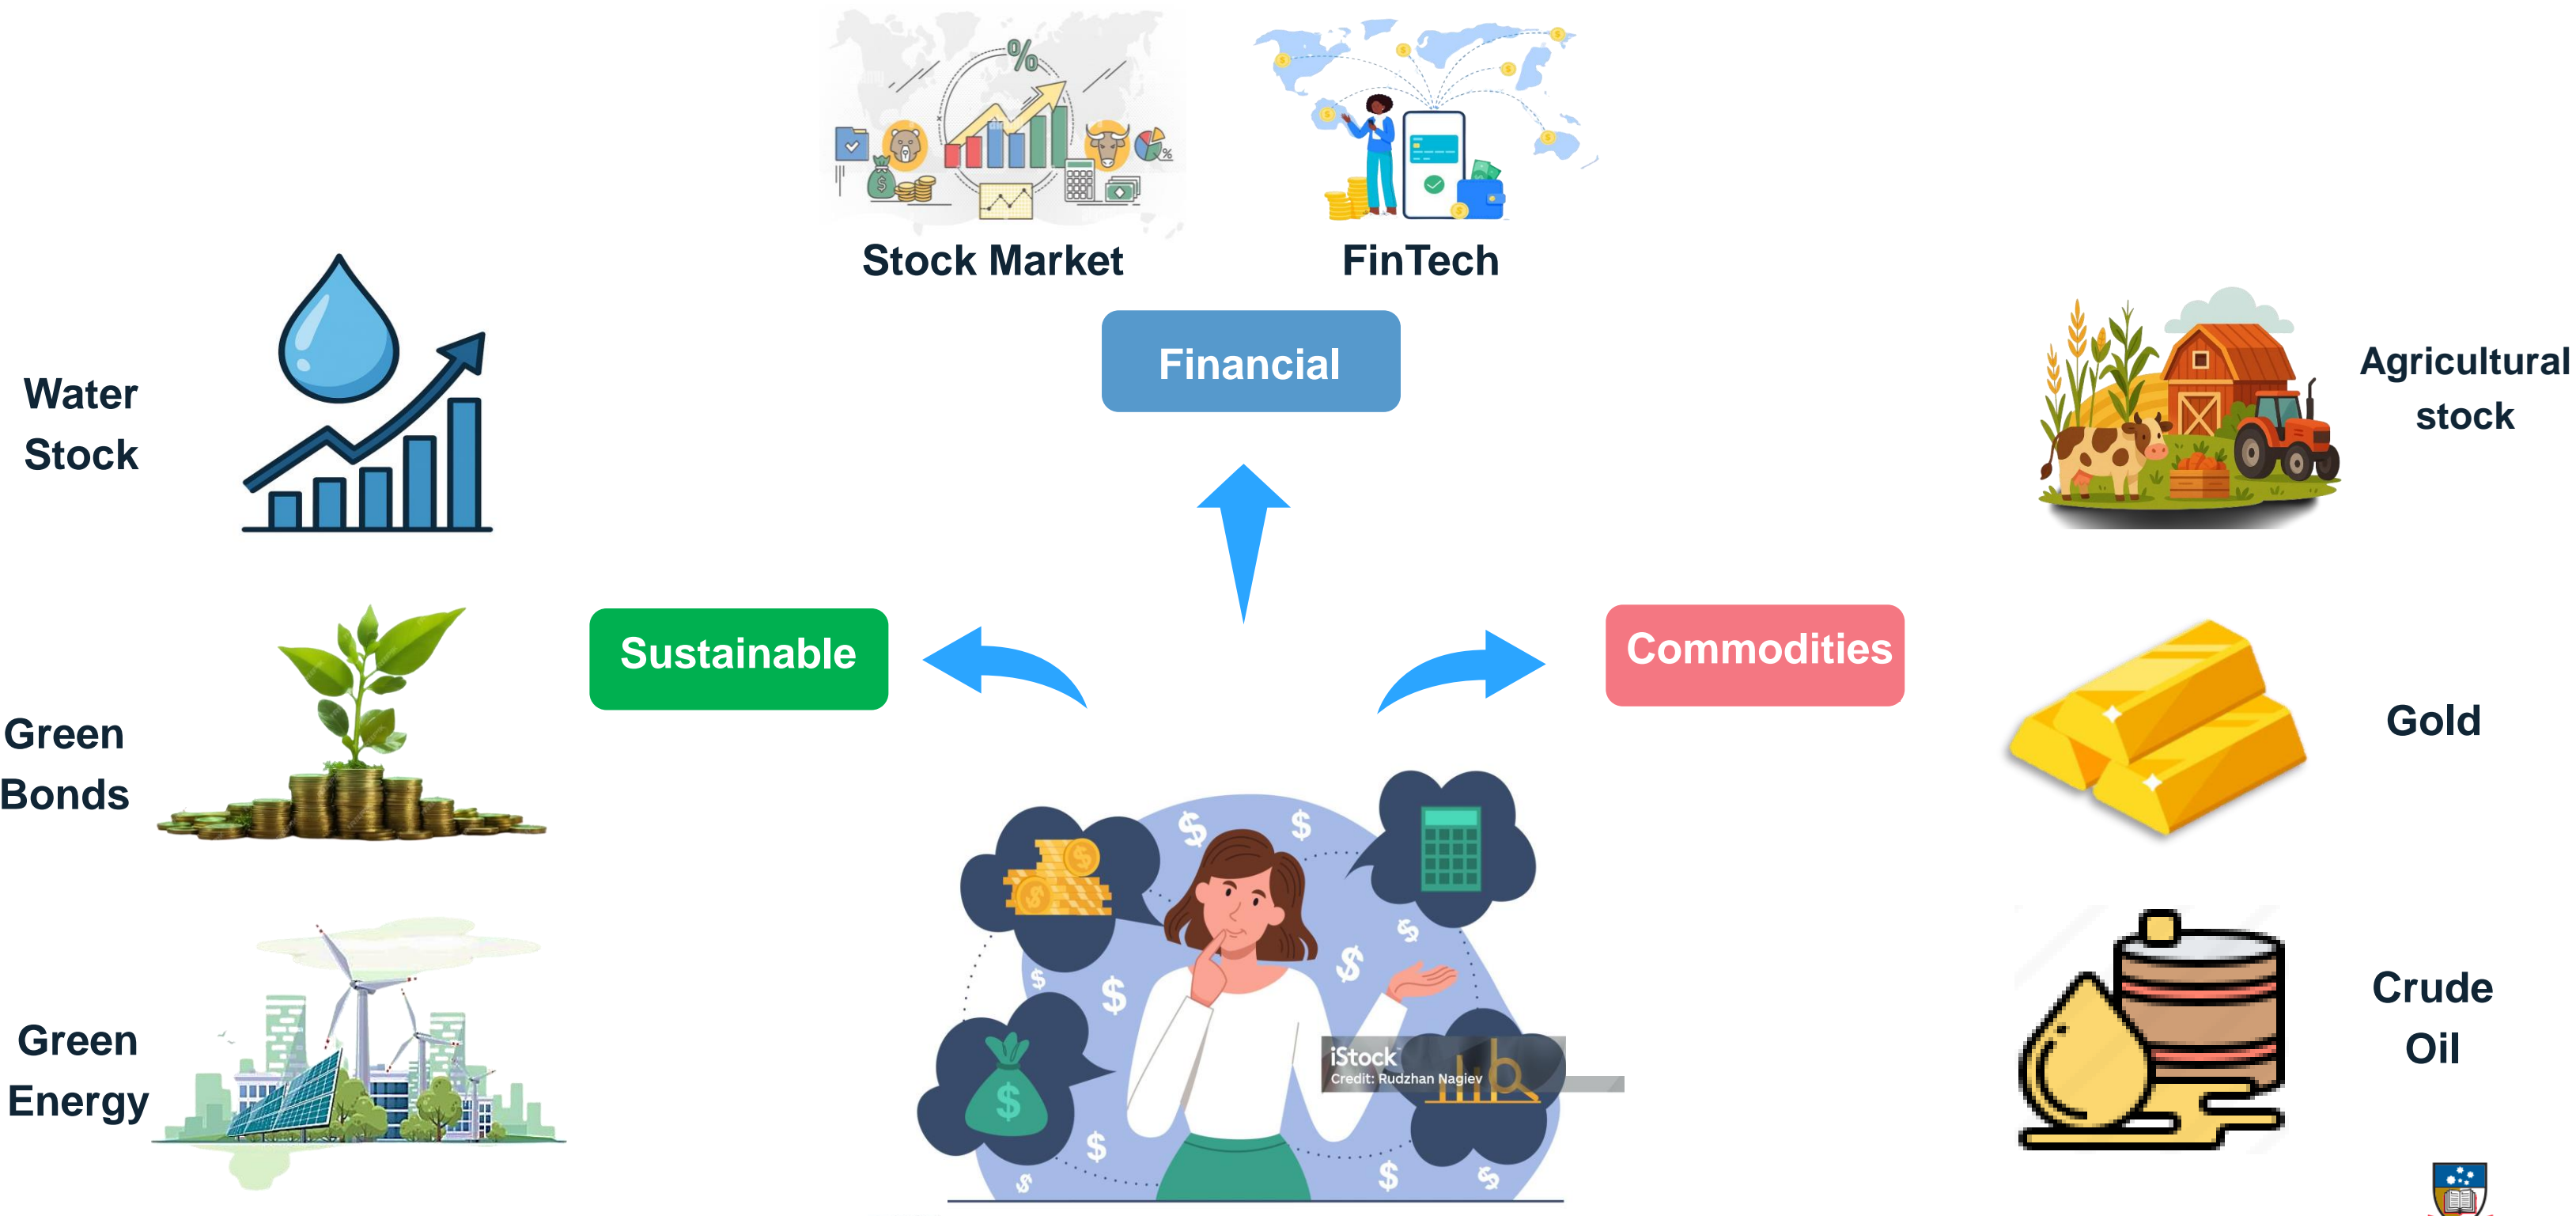 Stock Market
FinTech
Financial
Water
Stock
Agricultural
stock
Sustainable
Commodities
Green
Bonds
Gold
Green
Energy
Crude
Oil
iStock
Credit: Rudzhan Nagiev